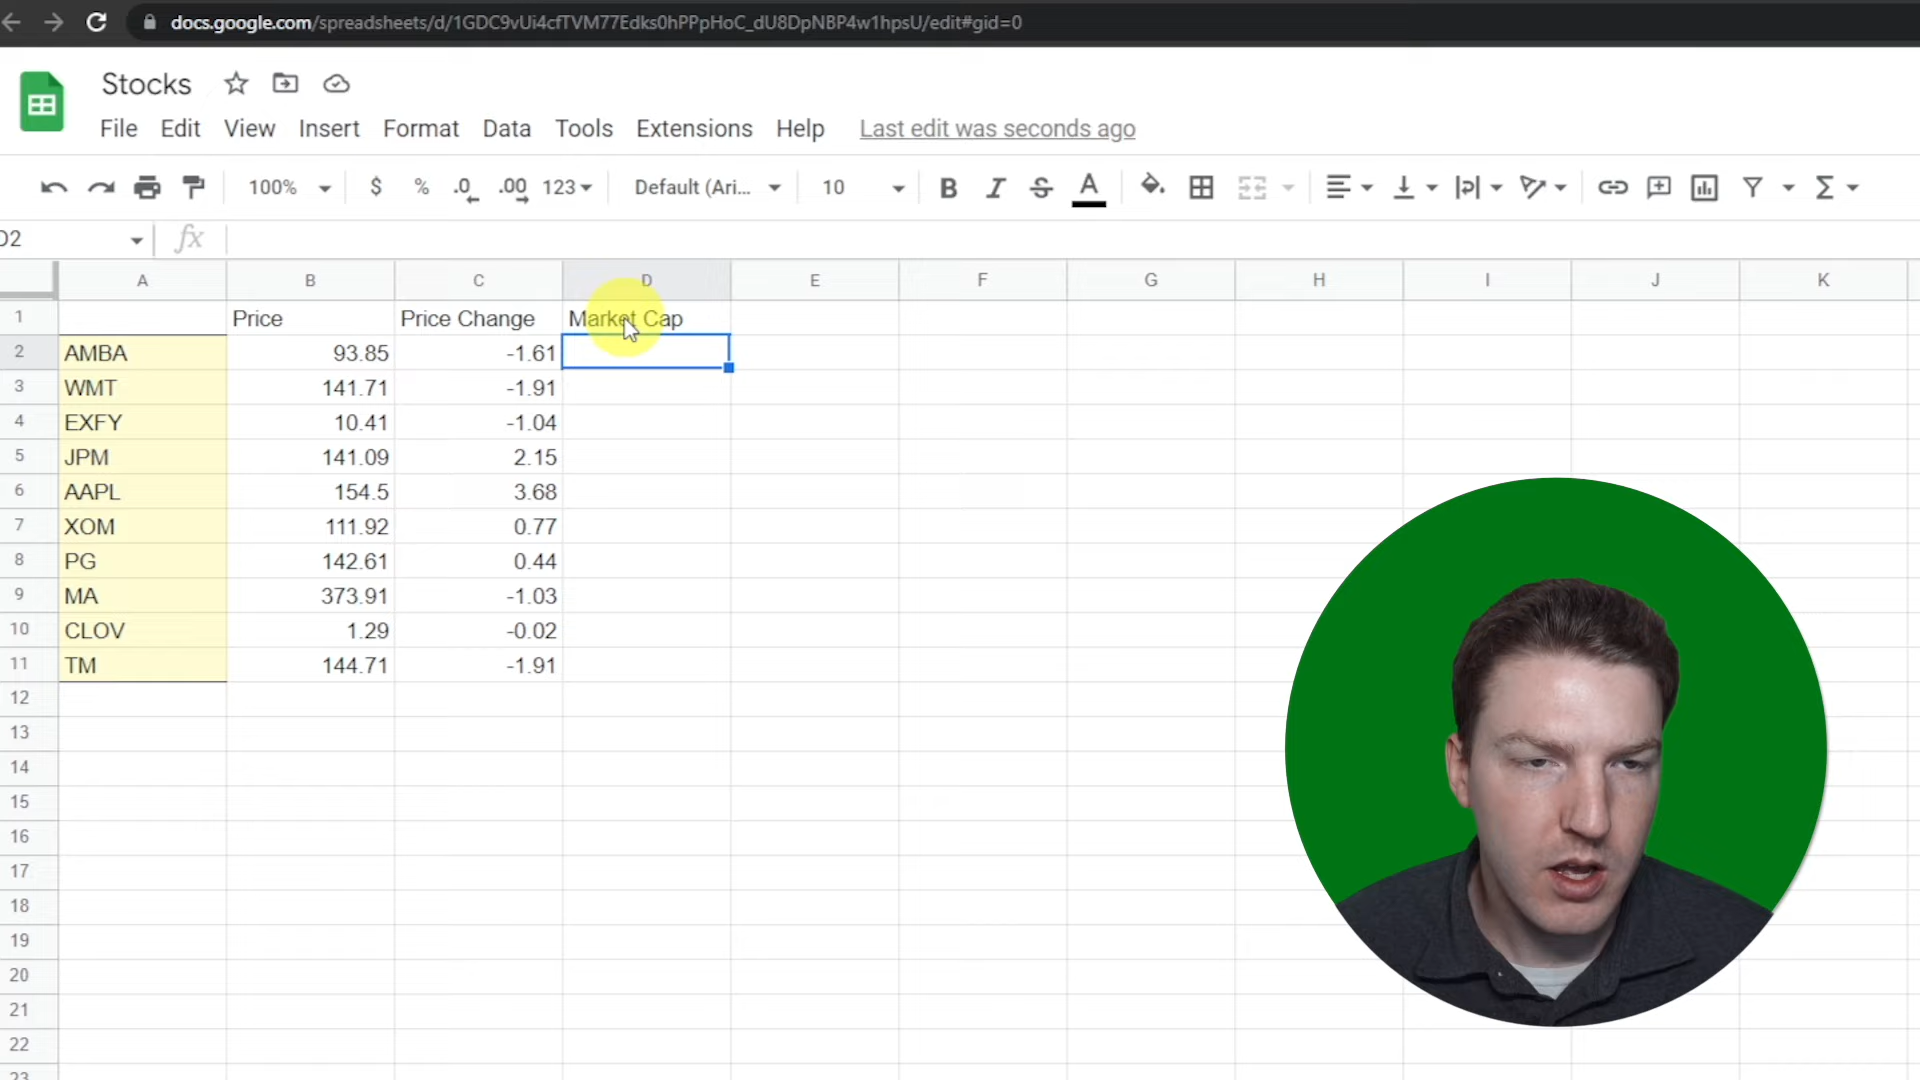 docs.google.com/spreadsheets/d/1GDC9vUi4cfTVM77Edks0hPPpHoC_dU8DpNBP4w1hpsU/edit#gid=0
Stocks
File Edit View Insert Format Data Tools Extensions Help Last edit was seconds ago
100% $ % .0 .00 123 Default (Ari... 10 B I S A Σ
D2 fx
A B C D E F G H I J K
1 Price Price Change Market Cap
2 AMBA 93.85 -1.61
3 WMT 141.71 -1.91
4 EXFY 10.41 -1.04
5 JPM 141.09 2.15
6 AAPL 154.5 3.68
7 XOM 111.92 0.77
8 PG 142.61 0.44
9 MA 373.91 -1.03
10 CLOV 1.29 -0.02
11 TM 144.71 -1.91
12
13
14
15
16
17
18
19
20
21
22
23